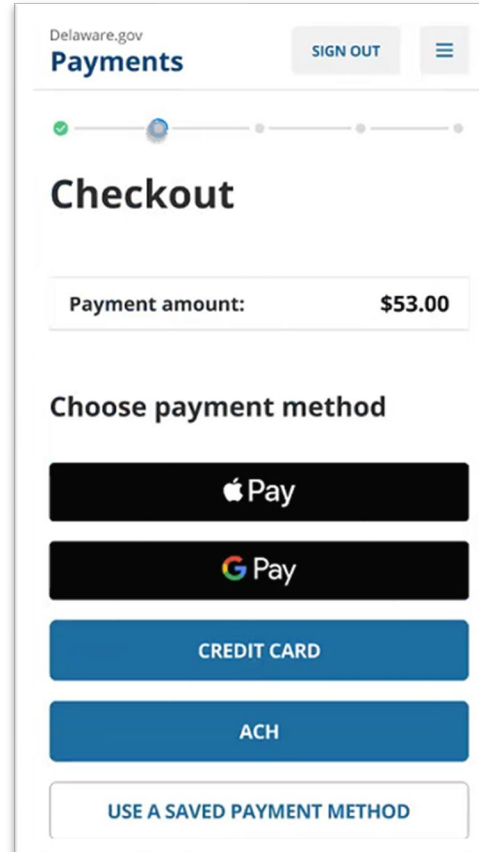 Delaware.gov
Payments
SIGN OUT
Checkout
Payment amount: $53.00
Choose payment method
Pay
G Pay
CREDIT CARD
ACH
USE A SAVED PAYMENT METHOD